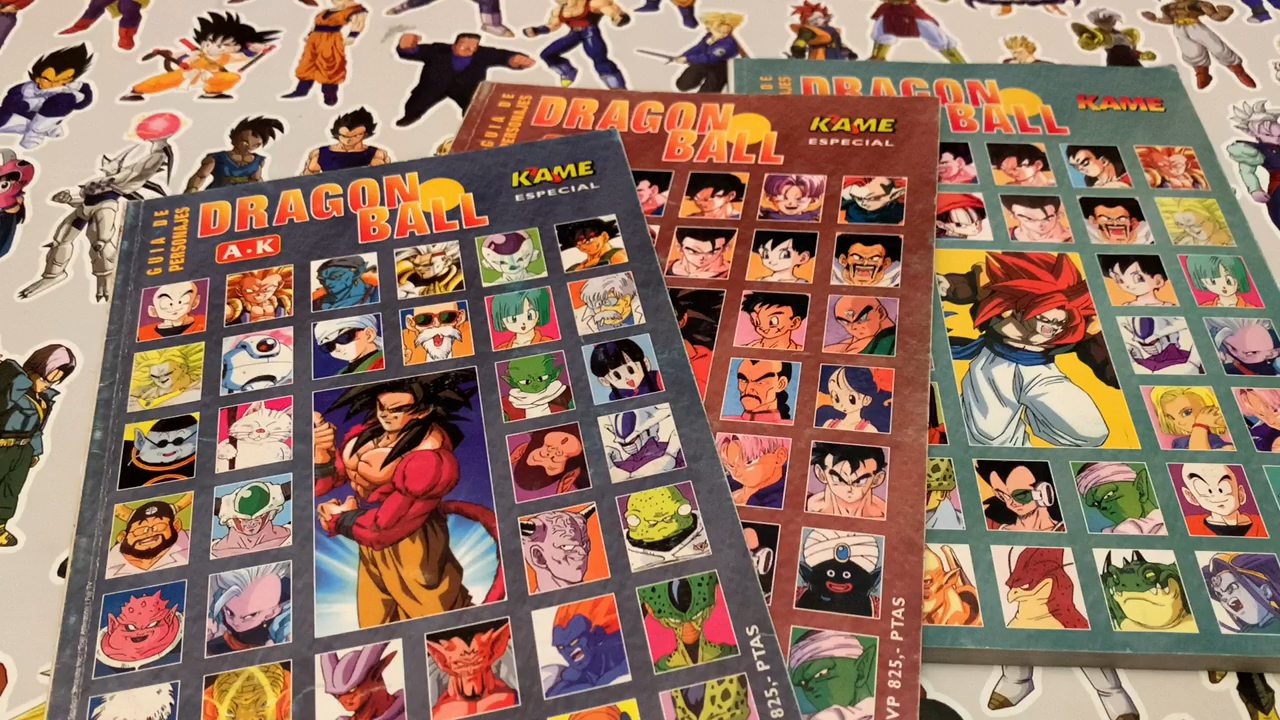 GUIA DE
PERSONAJES
DRAGON
BALL
A·K
KAME
ESPECIAL
825,- PTAS
GUIA DE
PERSONAJES
DRAGON
BALL
KAME
ESPECIAL
VP 825,- PTAS
DE
DRAGON
BALL
KAME